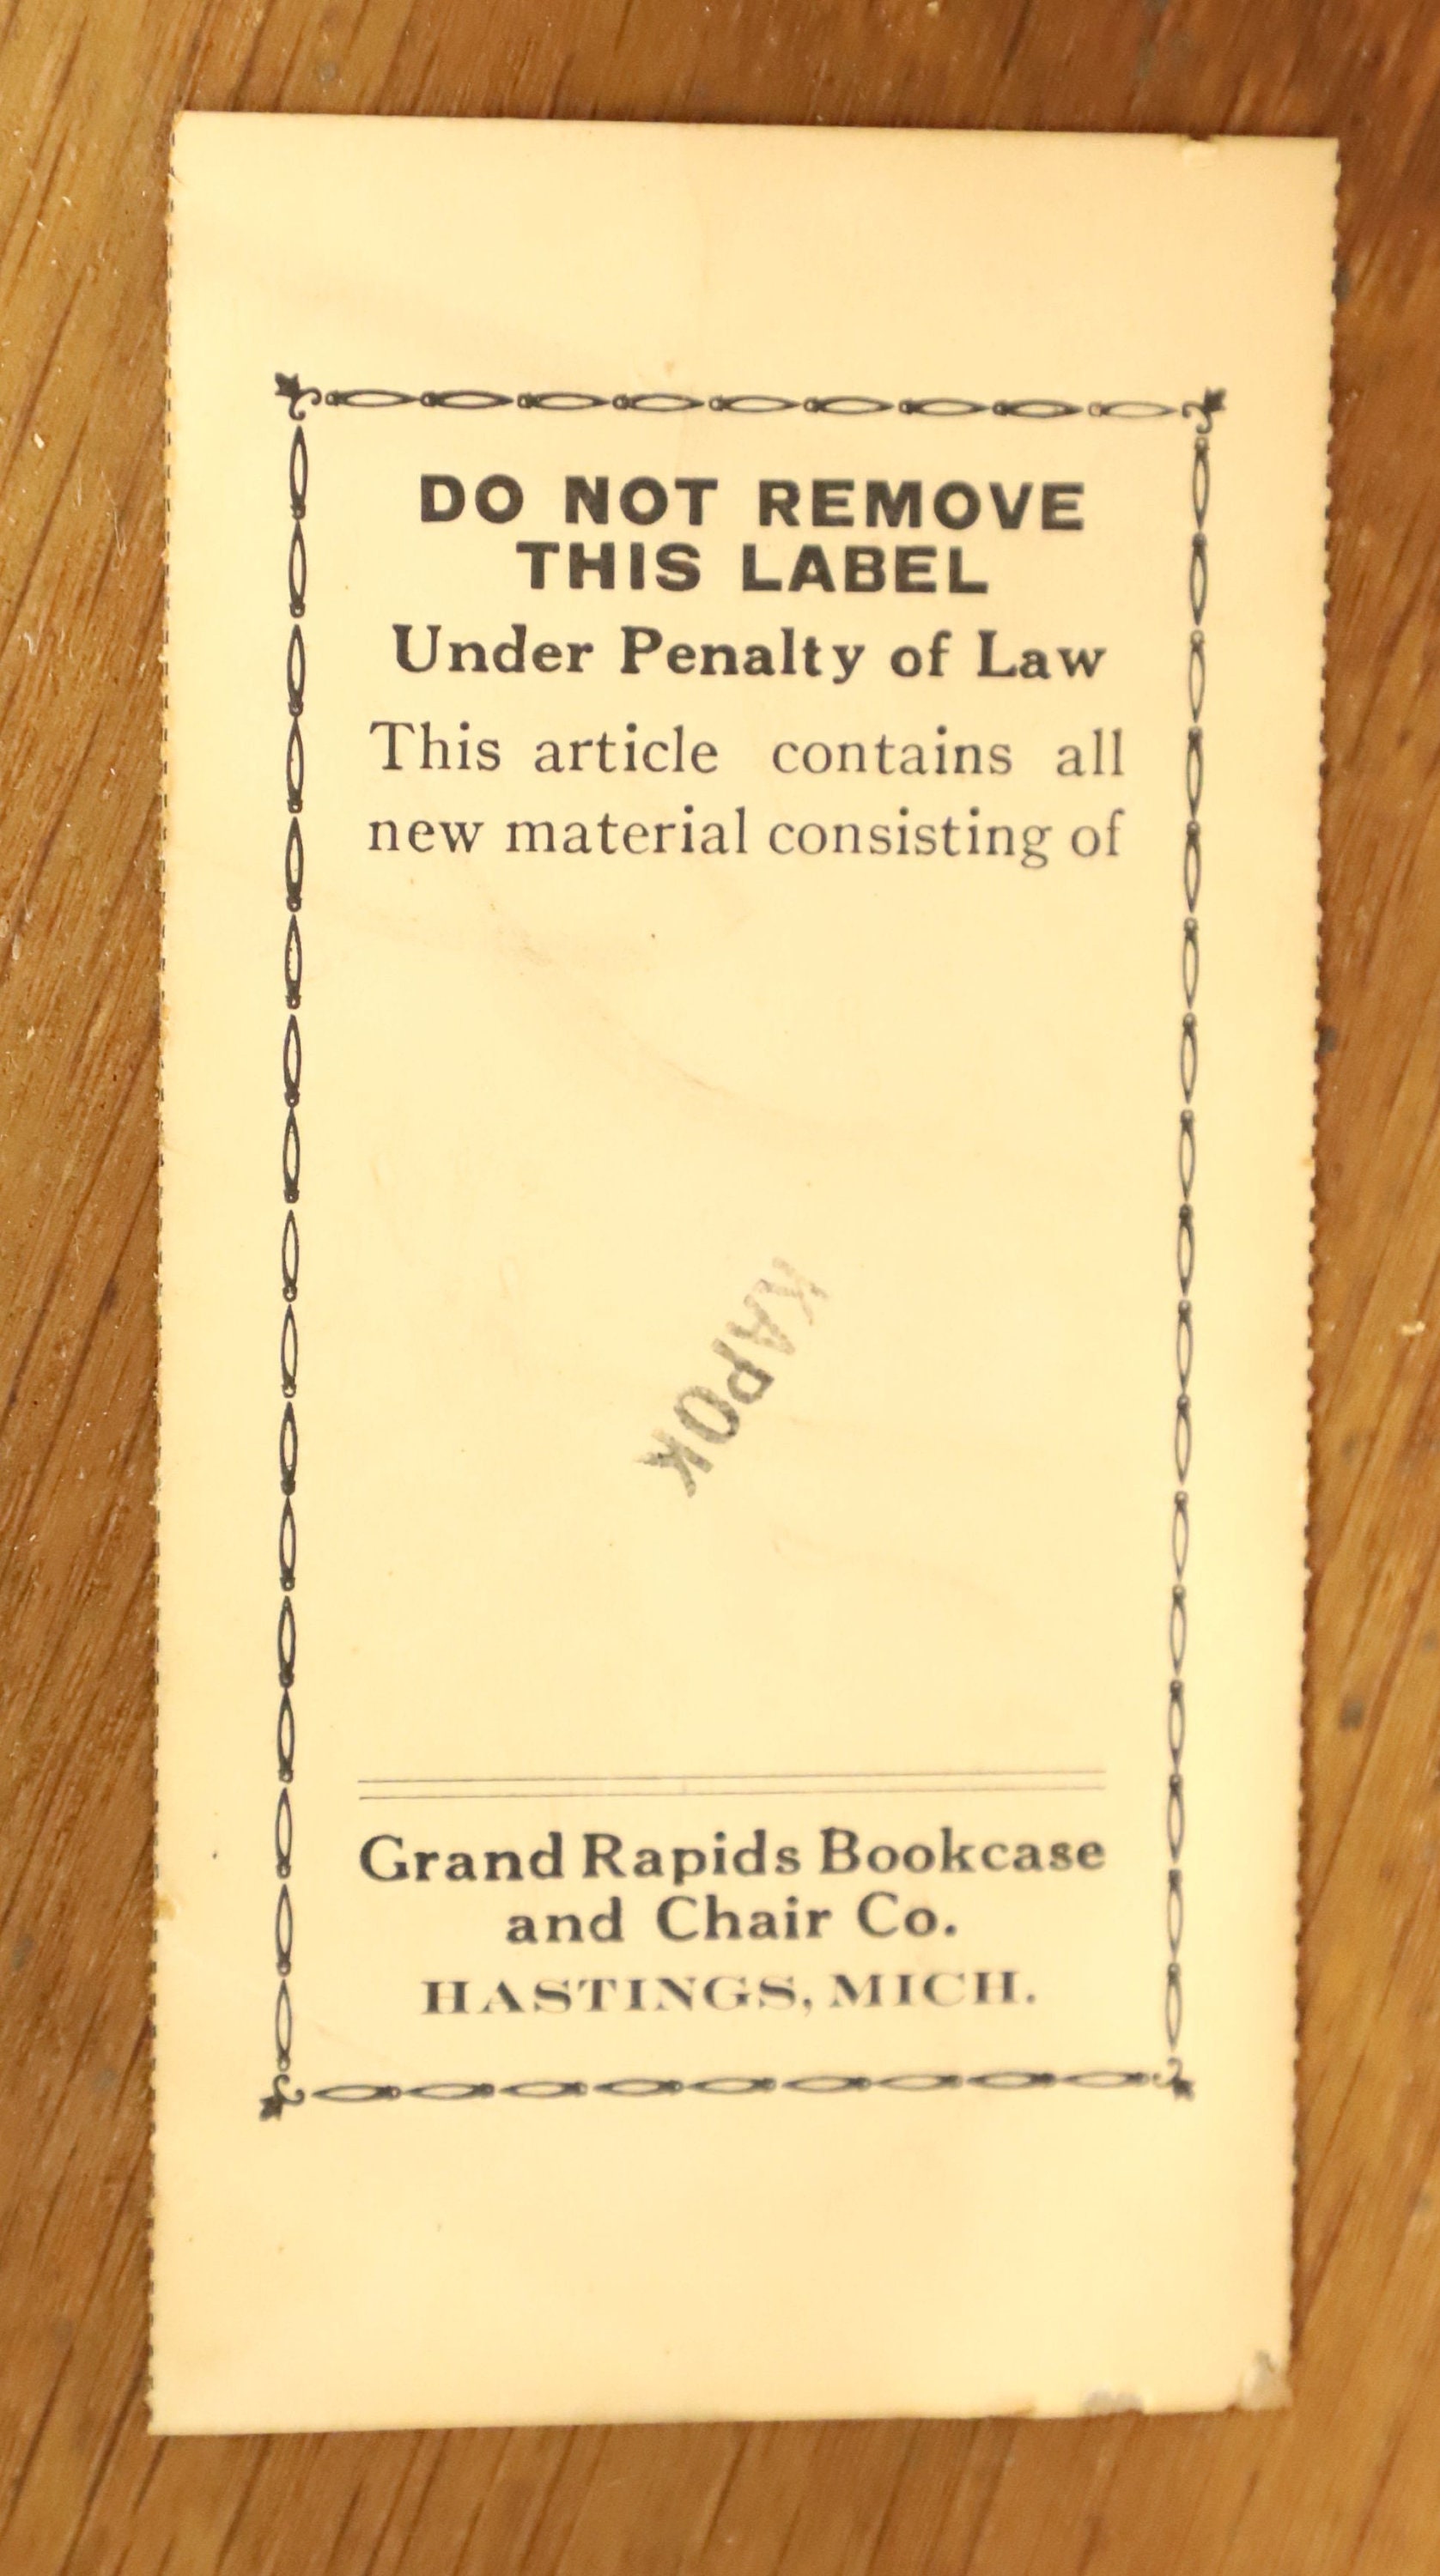 DO NOT REMOVE
THIS LABEL
Under Penalty of Law
This article contains all
new material consisting of
KAPOK
Grand Rapids Bookcase
and Chair Co.
HASTINGS, MICH.